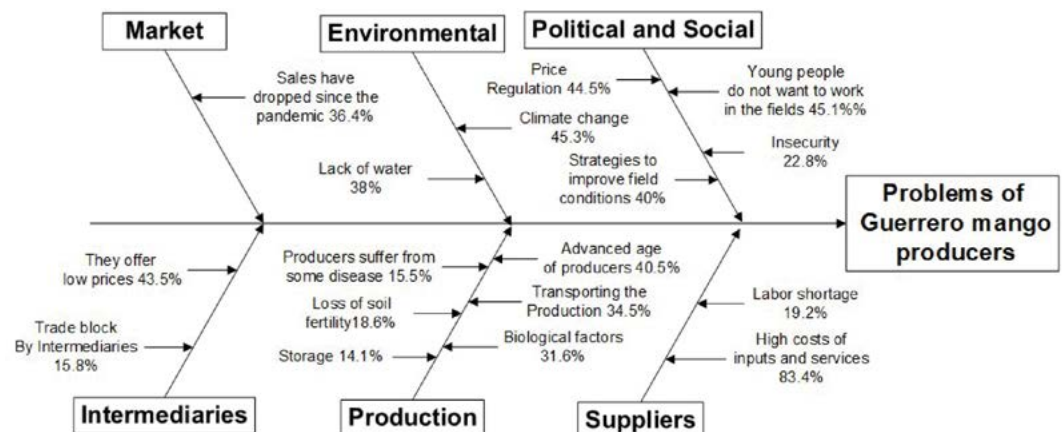 Market
Environmental
Political and Social
Sales have
dropped since the
pandemic 36.4%
Lack of water
38%
Climate change
45.3%
Price
Regulation 44.5%
Strategies to
improve field
conditions 40%
Young people
do not want to work
in the fields 45.1%%
Insecurity
22.8%
Problems of
Guerrero mango
producers
They offer
low prices 43.5%
Trade block
By Intermediaries
15.8%
Producers suffer from
some disease 15.5%
Loss of soil
fertility18.6%
Storage 14.1%
Advanced age
of producers 40.5%
Transporting the
Production 34.5%
Biological factors
31.6%
Labor shortage
19.2%
High costs of
inputs and services
83.4%
Intermediaries
Production
Suppliers